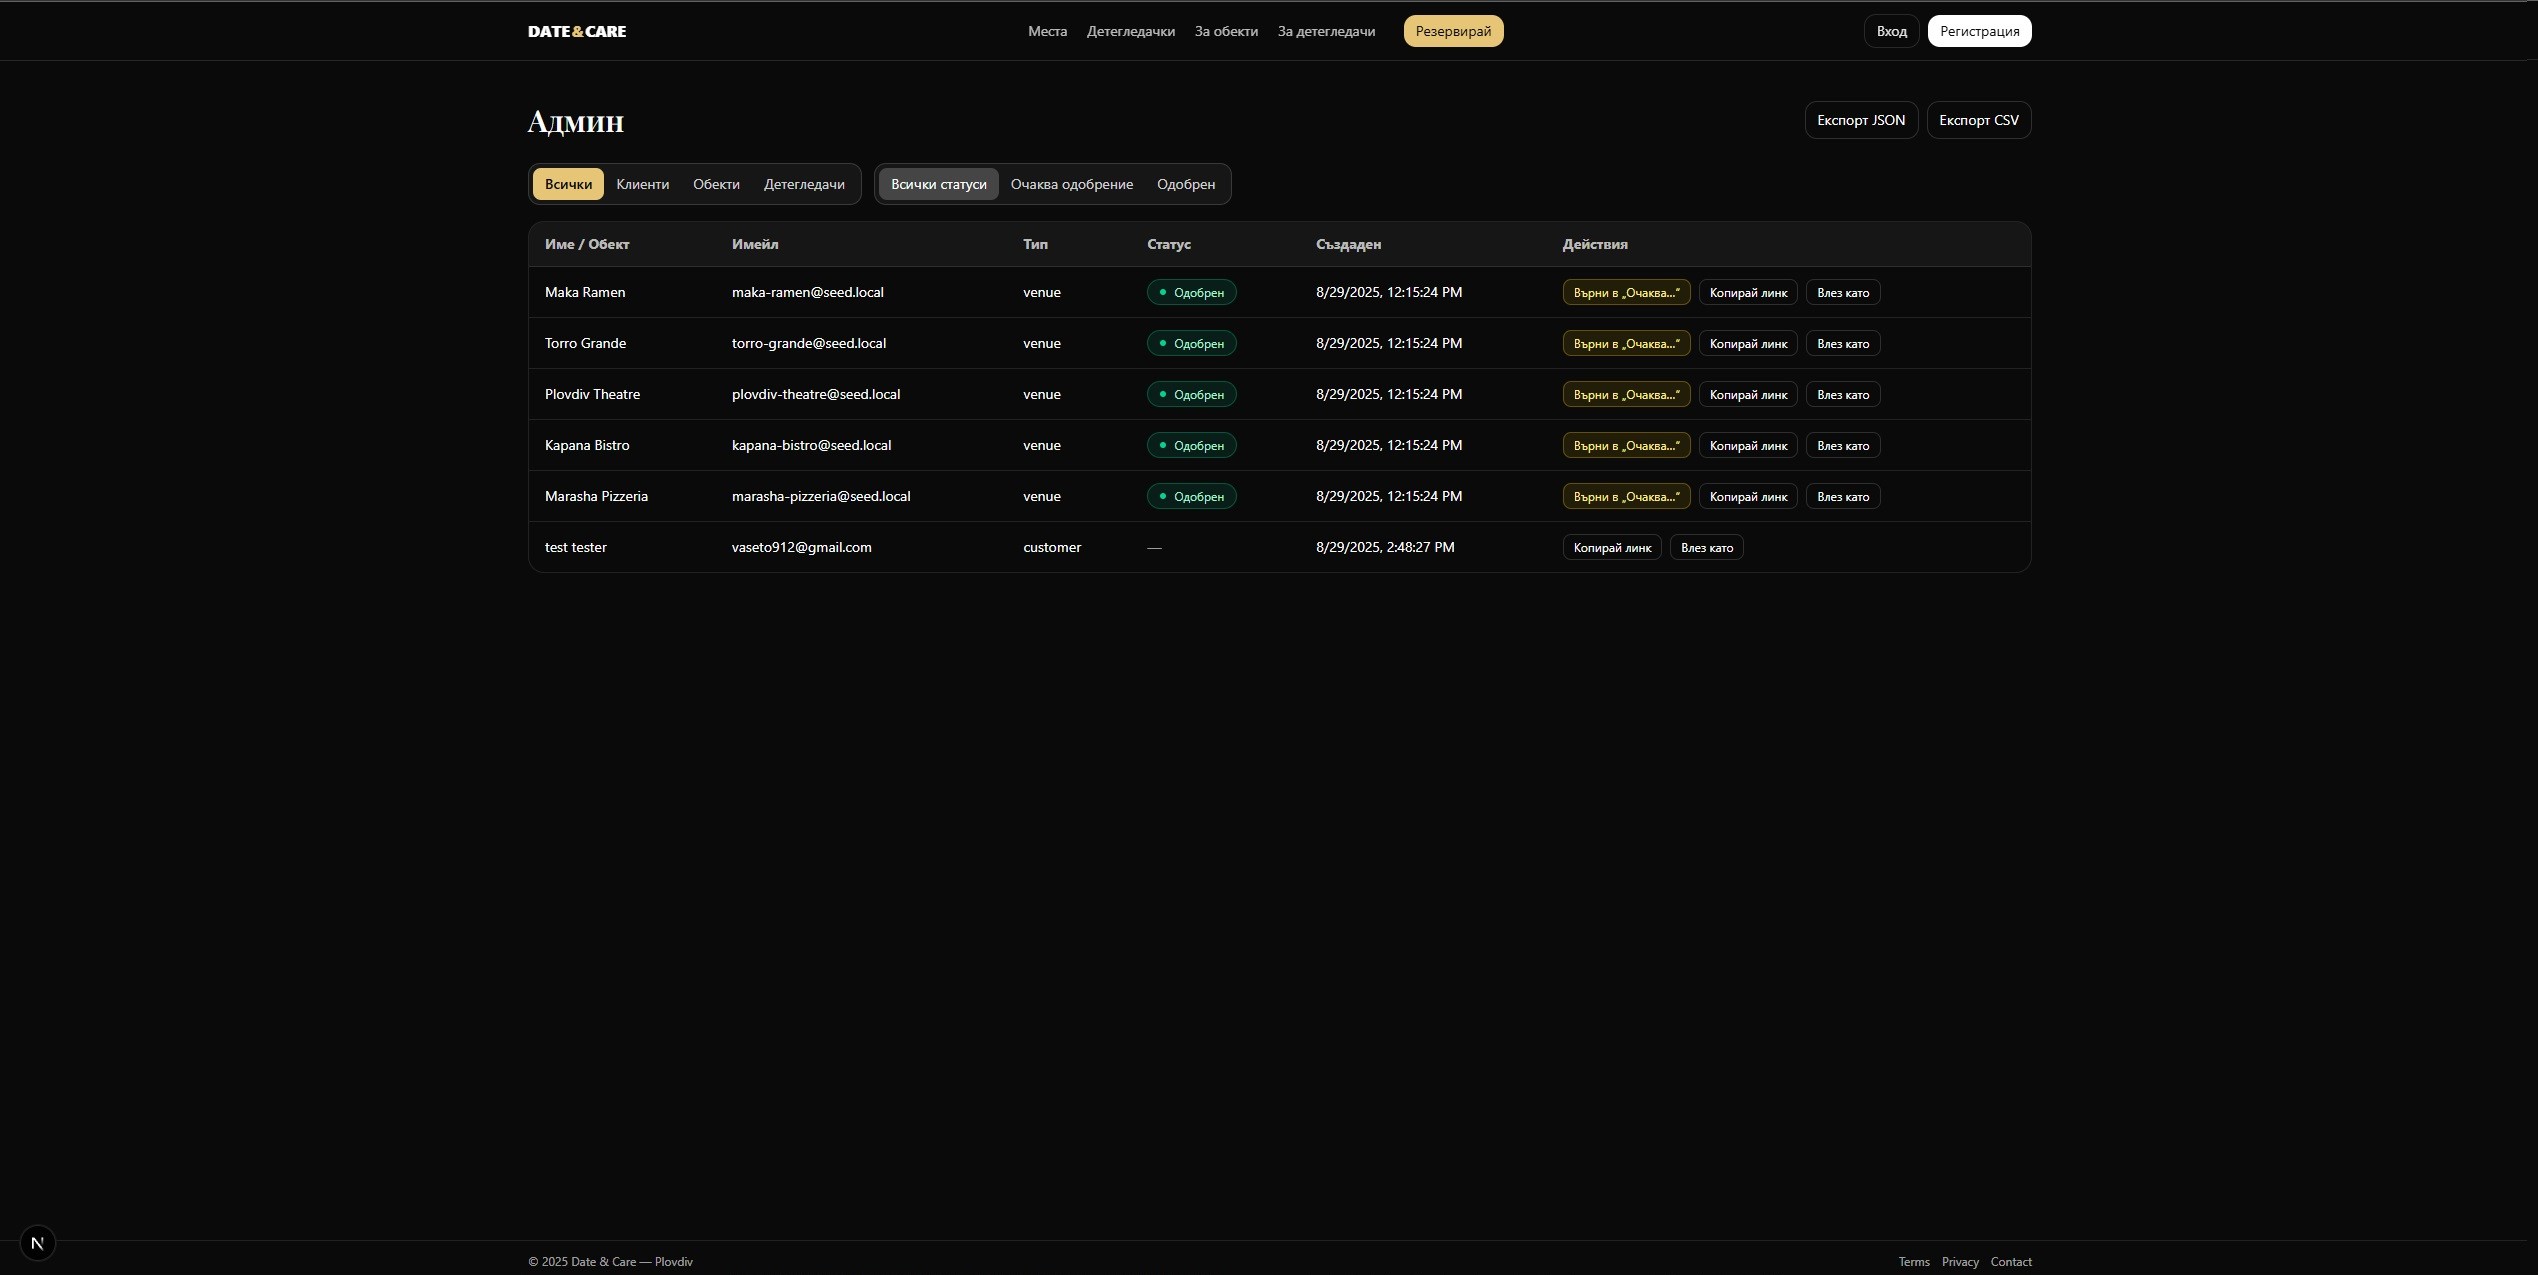 DATE&CARE Места Детегледачки За обекти За детегледачи Резервирай Вход Регистрация
Админ Експорт JSON Експорт CSV
Всички Клиенти Обекти Детегледачи Всички статуси Очаква одобрение Одобрен
Име / Обект Имейл Тип Статус Създаден Действия
Maka Ramen maka-ramen@seed.local venue Одобрен 8/29/2025, 12:15:24 PM Върни в „Очаква…“ Копирай линк Влез като
Torro Grande torro-grande@seed.local venue Одобрен 8/29/2025, 12:15:24 PM Върни в „Очаква…“ Копирай линк Влез като
Plovdiv Theatre plovdiv-theatre@seed.local venue Одобрен 8/29/2025, 12:15:24 PM Върни в „Очаква…“ Копирай линк Влез като
Kapana Bistro kapana-bistro@seed.local venue Одобрен 8/29/2025, 12:15:24 PM Върни в „Очаква…“ Копирай линк Влез като
Marasha Pizzeria marasha-pizzeria@seed.local venue Одобрен 8/29/2025, 12:15:24 PM Върни в „Очаква…“ Копирай линк Влез като
test tester vaseto912@gmail.com customer — 8/29/2025, 2:48:27 PM Копирай линк Влез като
N
© 2025 Date & Care — Plovdiv Terms Privacy Contact